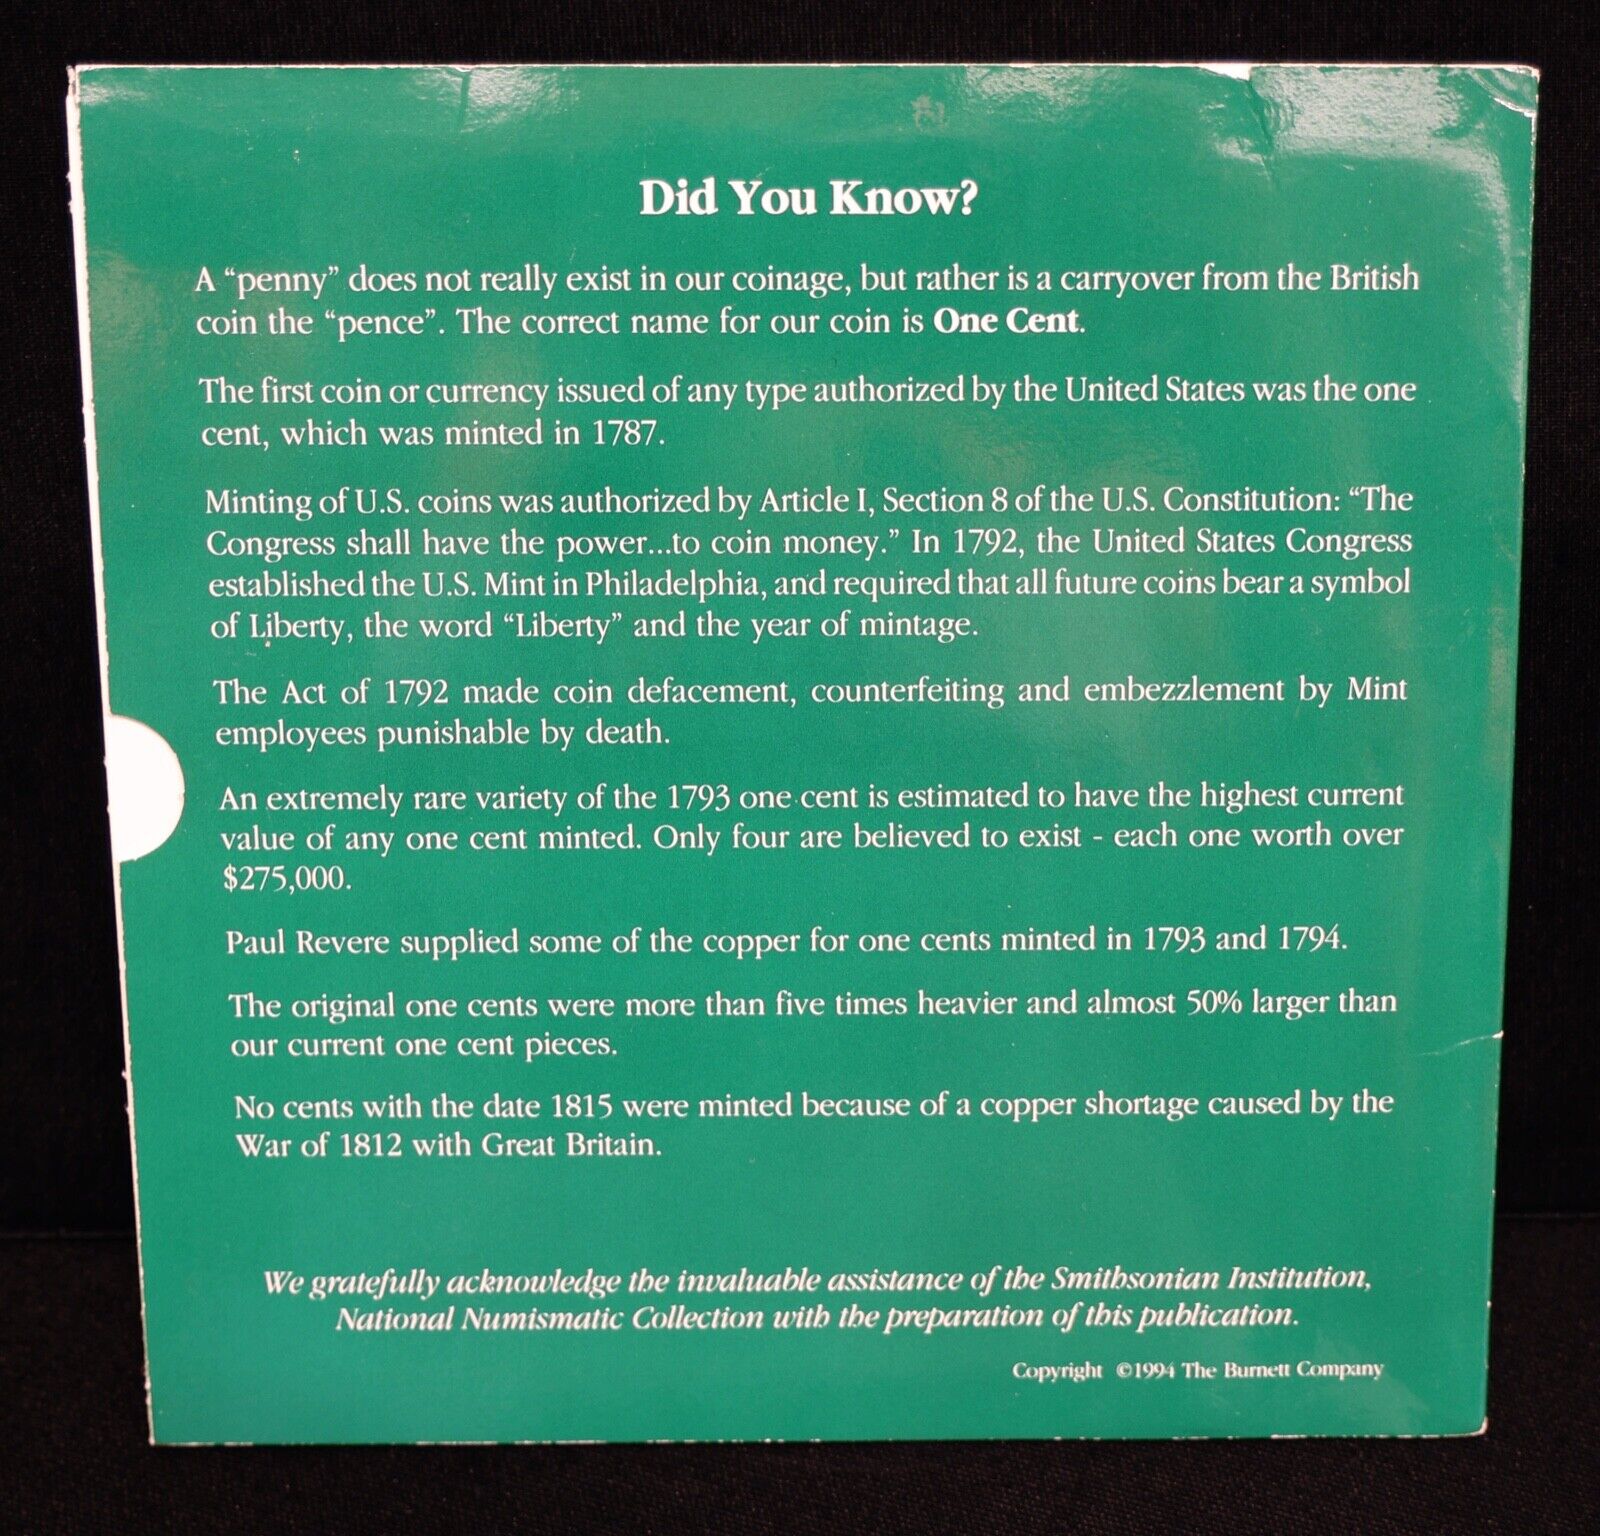 Did You Know?
A “penny” does not really exist in our coinage, but rather is a carryover from the British
coin the “pence”. The correct name for our coin is One Cent.
The first coin or currency issued of any type authorized by the United States was the one
cent, which was minted in 1787.
Minting of U.S. coins was authorized by Article I, Section 8 of the U.S. Constitution: “The
Congress shall have the power...to coin money.” In 1792, the United States Congress
established the U.S. Mint in Philadelphia, and required that all future coins bear a symbol
of Liberty, the word “Liberty” and the year of mintage.
The Act of 1792 made coin defacement, counterfeiting and embezzlement by Mint
employees punishable by death.
An extremely rare variety of the 1793 one cent is estimated to have the highest current
value of any one cent minted. Only four are believed to exist - each one worth over
$275,000.
Paul Revere supplied some of the copper for one cents minted in 1793 and 1794.
The original one cents were more than five times heavier and almost 50% larger than
our current one cent pieces.
No cents with the date 1815 were minted because of a copper shortage caused by the
War of 1812 with Great Britain.
We gratefully acknowledge the invaluable assistance of the Smithsonian Institution,
National Numismatic Collection with the preparation of this publication.
Copyright ©1994 The Burnett Company